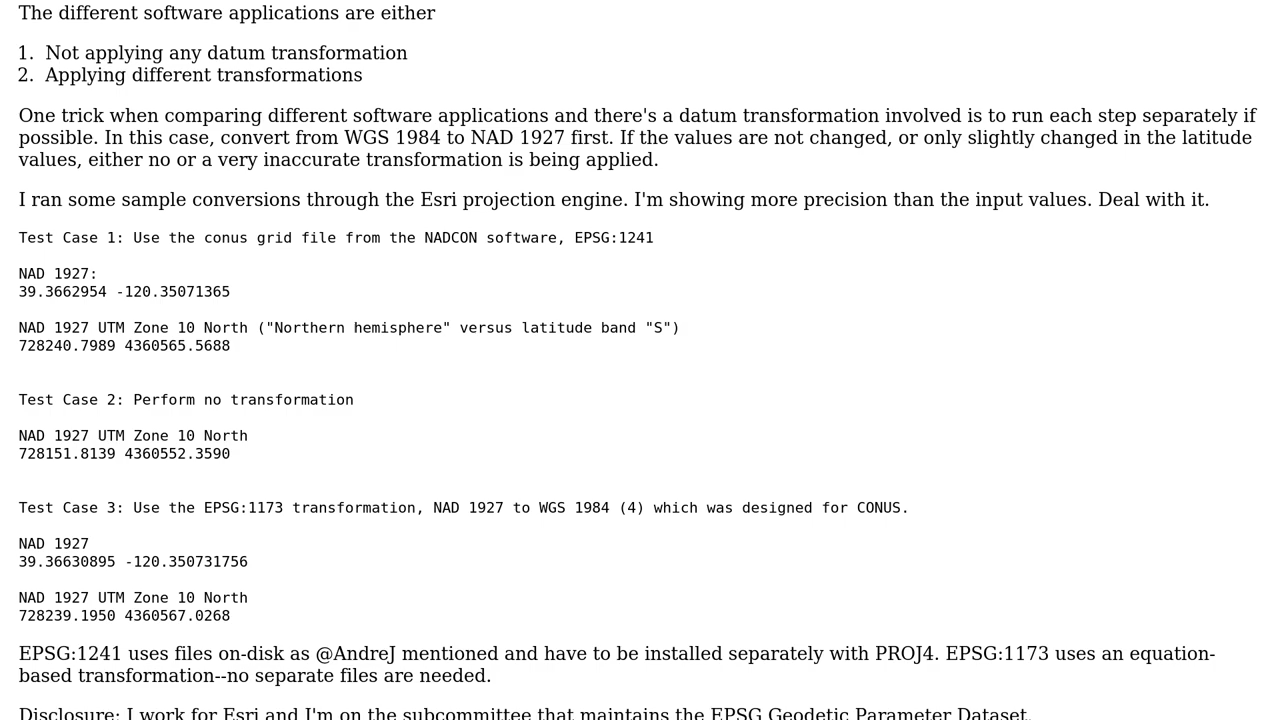 The different software applications are either
1. Not applying any datum transformation
2. Applying different transformations
One trick when comparing different software applications and there's a datum transformation involved is to run each step separately if
possible. In this case, convert from WGS 1984 to NAD 1927 first. If the values are not changed, or only slightly changed in the latitude
values, either no or a very inaccurate transformation is being applied.
I ran some sample conversions through the Esri projection engine. I'm showing more precision than the input values. Deal with it.
Test Case 1: Use the conus grid file from the NADCON software, EPSG:1241
NAD 1927:
39.3662954 -120.35071365
NAD 1927 UTM Zone 10 North ("Northern hemisphere" versus latitude band "S")
728240.7989 4360565.5688
Test Case 2: Perform no transformation
NAD 1927 UTM Zone 10 North
728151.8139 4360552.3590
Test Case 3: Use the EPSG:1173 transformation, NAD 1927 to WGS 1984 (4) which was designed for CONUS.
NAD 1927
39.36630895 -120.350731756
NAD 1927 UTM Zone 10 North
728239.1950 4360567.0268
EPSG:1241 uses files on-disk as @AndreJ mentioned and have to be installed separately with PROJ4. EPSG:1173 uses an equation-
based transformation--no separate files are needed.
Disclosure: I work for Esri and I'm on the subcommittee that maintains the EPSG Geodetic Parameter Dataset.